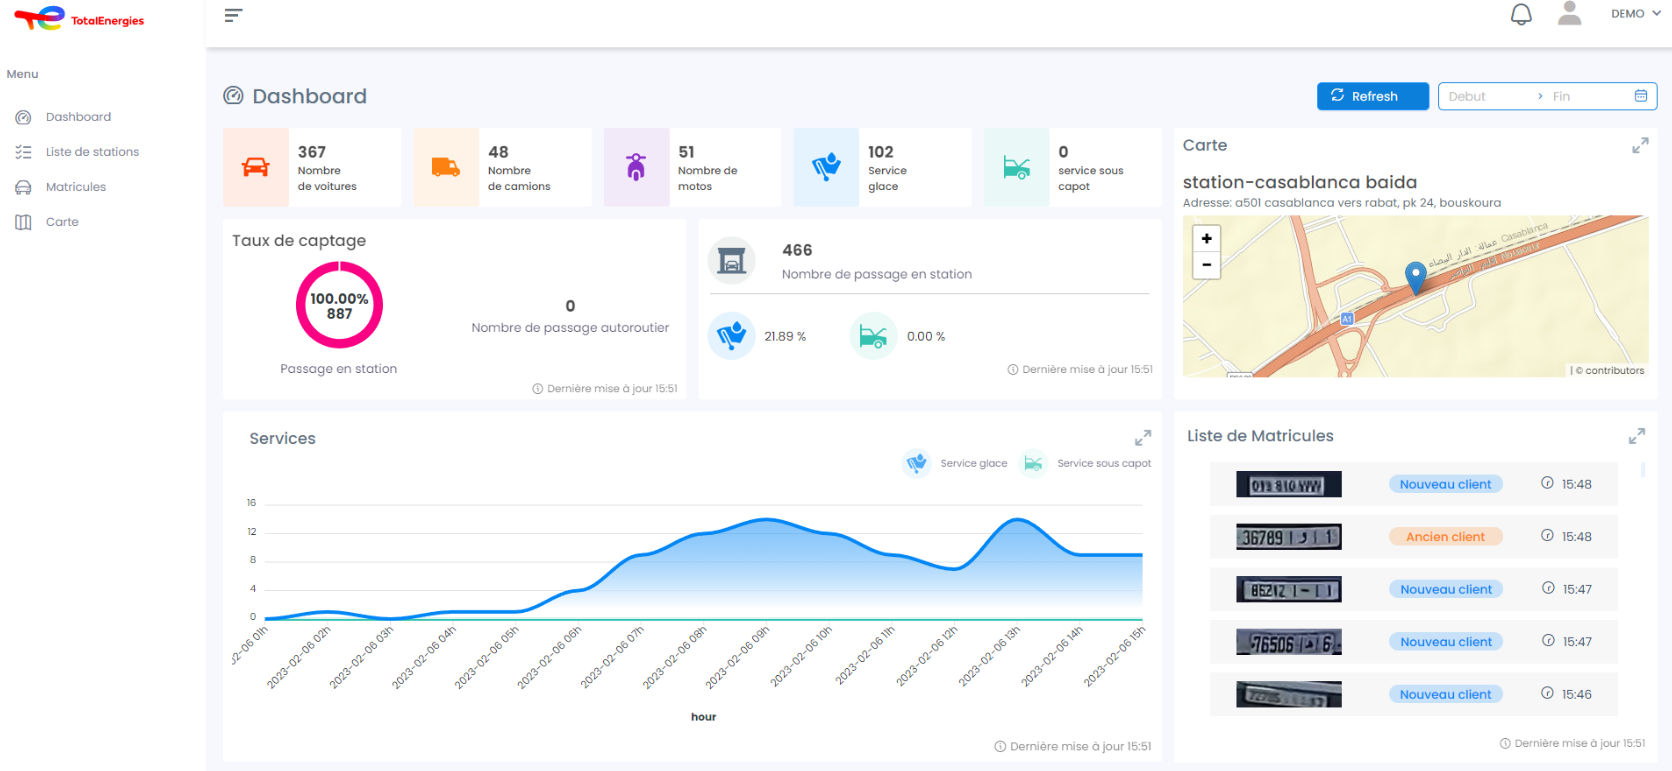 TotalEnergies
DEMO
Menu
Dashboard
Liste de stations
Matricules
Carte
Dashboard
Refresh
Debut > Fin
367
Nombre
de voitures
48
Nombre
de camions
51
Nombre de
motos
102
Service
glace
0
service sous
capot
Carte
station-casablanca baida
Adresse: a501 casablanca vers rabat, pk 24, bouskoura
+
-
Casablanca عمالة الدار البيضاء
A1
| © contributors
Taux de captage
100.00%
887
Passage en station
0
Nombre de passage autoroutier
Dernière mise à jour 15:51
466
Nombre de passage en station
21.89 %
0.00 %
Dernière mise à jour 15:51
Services
Service glace
Service sous capot
16
12
8
4
0
02-06 01h
2023-02-06 02h
2023-02-06 03h
2023-02-06 04h
2023-02-06 05h
2023-02-06 06h
2023-02-06 07h
2023-02-06 08h
2023-02-06 09h
2023-02-06 10h
2023-02-06 11h
2023-02-06 12h
2023-02-06 13h
2023-02-06 14h
2023-02-06 15h
hour
Dernière mise à jour 15:51
Liste de Matricules
Nouveau client
15:48
36789
Ancien client
15:48
Nouveau client
15:47
76506
Nouveau client
15:47
Nouveau client
15:46
Dernière mise à jour 15:51